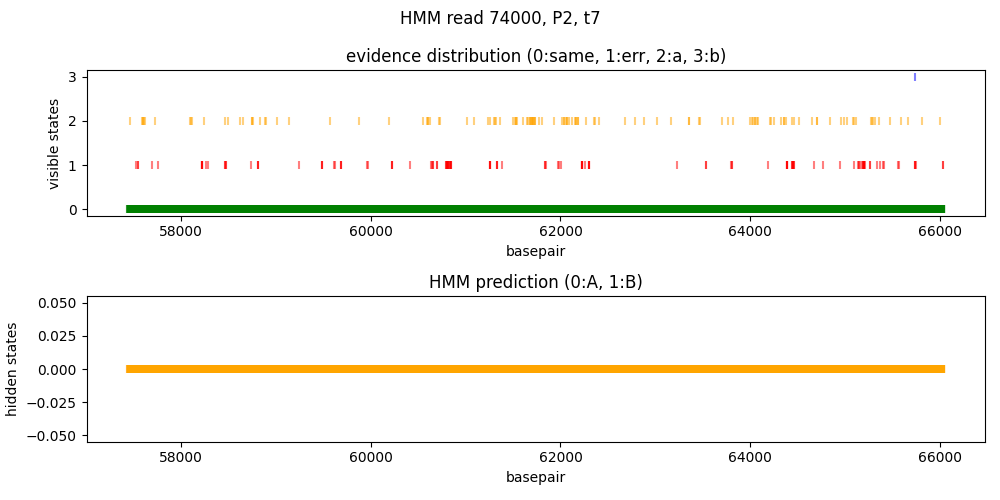 HMM read 74000, P2, t7
evidence distribution (0:same, 1:err, 2:a, 3:b)
visible states
3
2
1
0
58000 60000 62000 64000 66000
basepair
HMM prediction (0:A, 1:B)
hidden states
0.050
0.025
0.000
−0.025
−0.050
58000 60000 62000 64000 66000
basepair